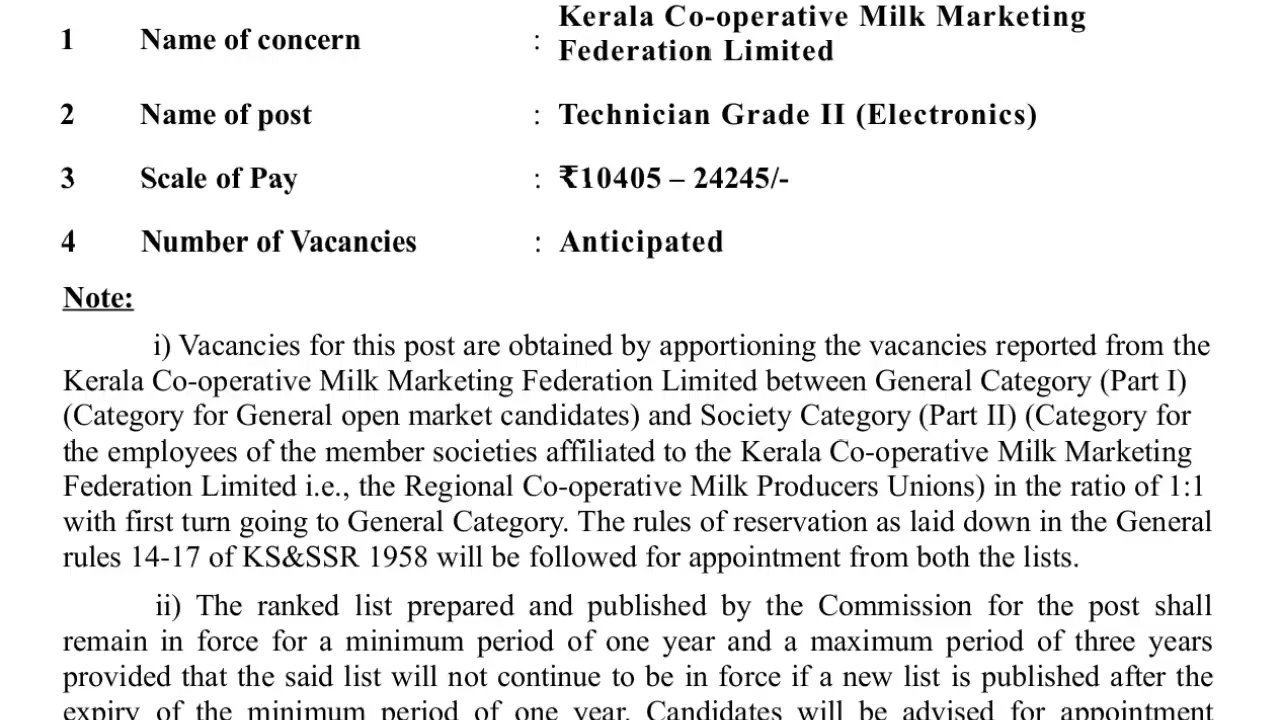 1 Name of concern : Kerala Co-operative Milk Marketing
Federation Limited
2 Name of post : Technician Grade II (Electronics)
3 Scale of Pay : ₹10405 – 24245/-
4 Number of Vacancies : Anticipated
Note:
i) Vacancies for this post are obtained by apportioning the vacancies reported from the
Kerala Co-operative Milk Marketing Federation Limited between General Category (Part I)
(Category for General open market candidates) and Society Category (Part II) (Category for
the employees of the member societies affiliated to the Kerala Co-operative Milk Marketing
Federation Limited i.e., the Regional Co-operative Milk Producers Unions) in the ratio of 1:1
with first turn going to General Category. The rules of reservation as laid down in the General
rules 14-17 of KS&SSR 1958 will be followed for appointment from both the lists.
ii) The ranked list prepared and published by the Commission for the post shall
remain in force for a minimum period of one year and a maximum period of three years
provided that the said list will not continue to be in force if a new list is published after the
expiry of the minimum period of one year. Candidates will be advised for appointment